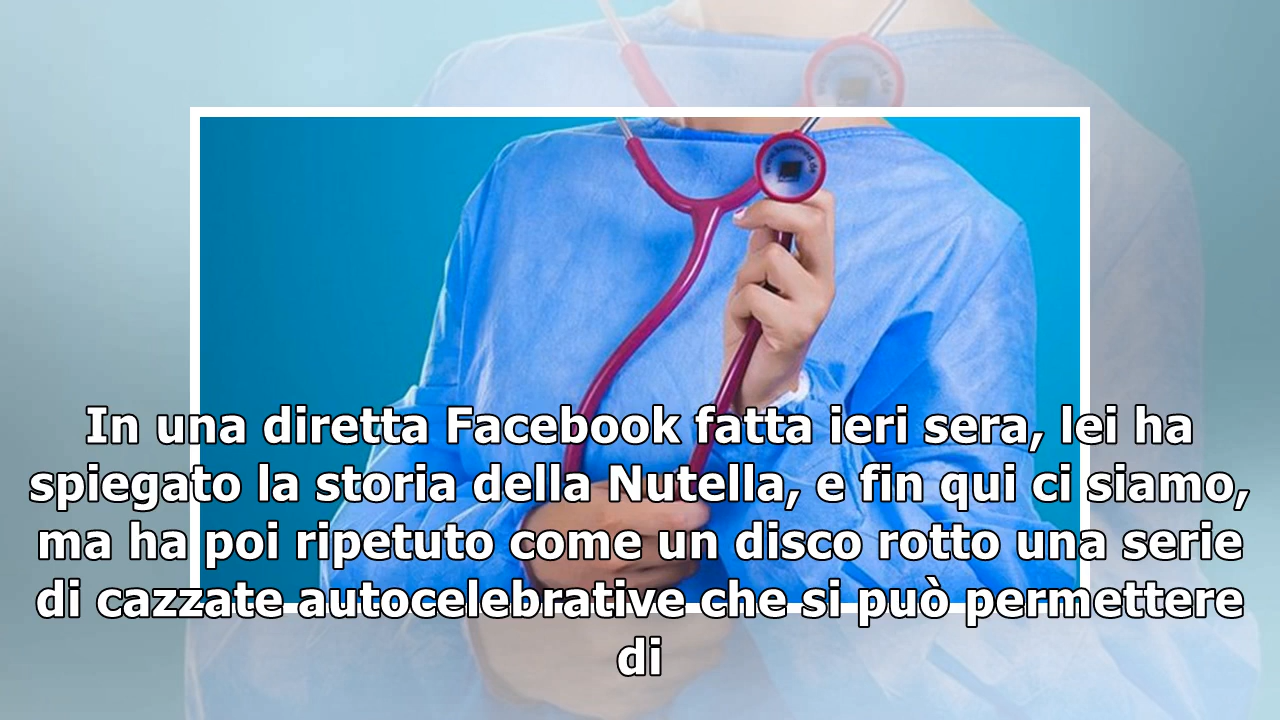 In una diretta Facebook fatta ieri sera, lei ha
spiegato la storia della Nutella, e fin qui ci siamo,
ma ha poi ripetuto come un disco rotto una serie
di cazzate autocelebrative che si può permettere
di